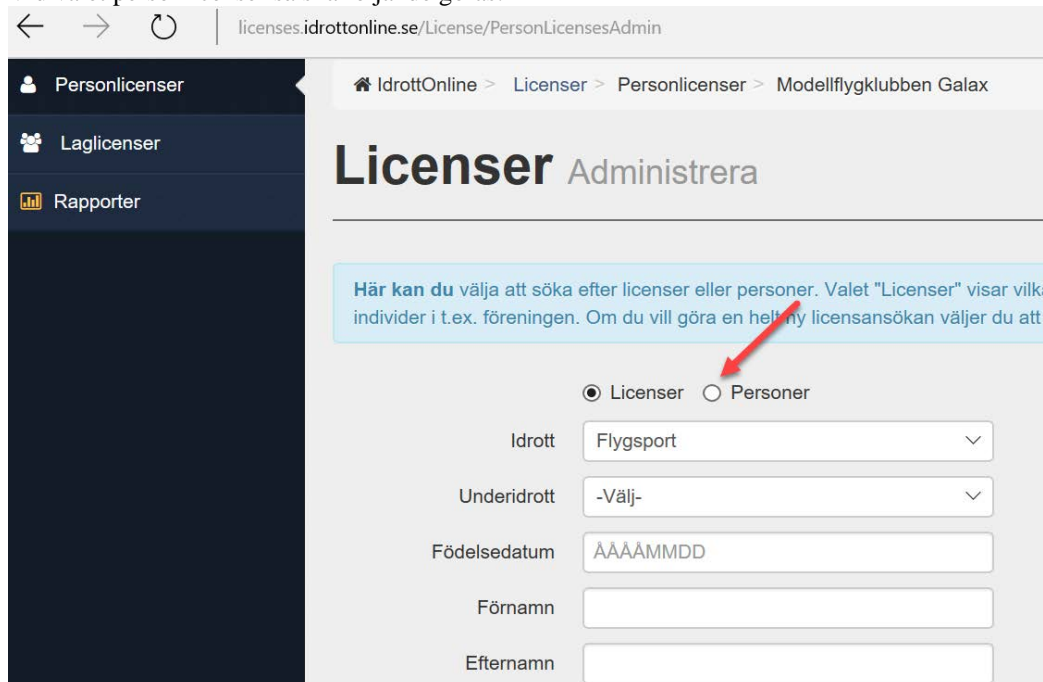 licenses.idrottonline.se/License/PersonLicensesAdmin
Personlicenser
IdrottOnline > Licenser > Personlicenser > Modellflygklubben Galax
Laglicenser
Licenser Administrera
Rapporter
Här kan du välja att söka efter licenser eller personer. Valet "Licenser" visar
individer i t.ex. föreningen. Om du vill göra en helt ny licensansökan väljer du att
Licenser Personer
Idrott Flygsport
Underidrott -Välj-
Födelsedatum ÅÅÅÅMMDD
Förnamn
Efternamn